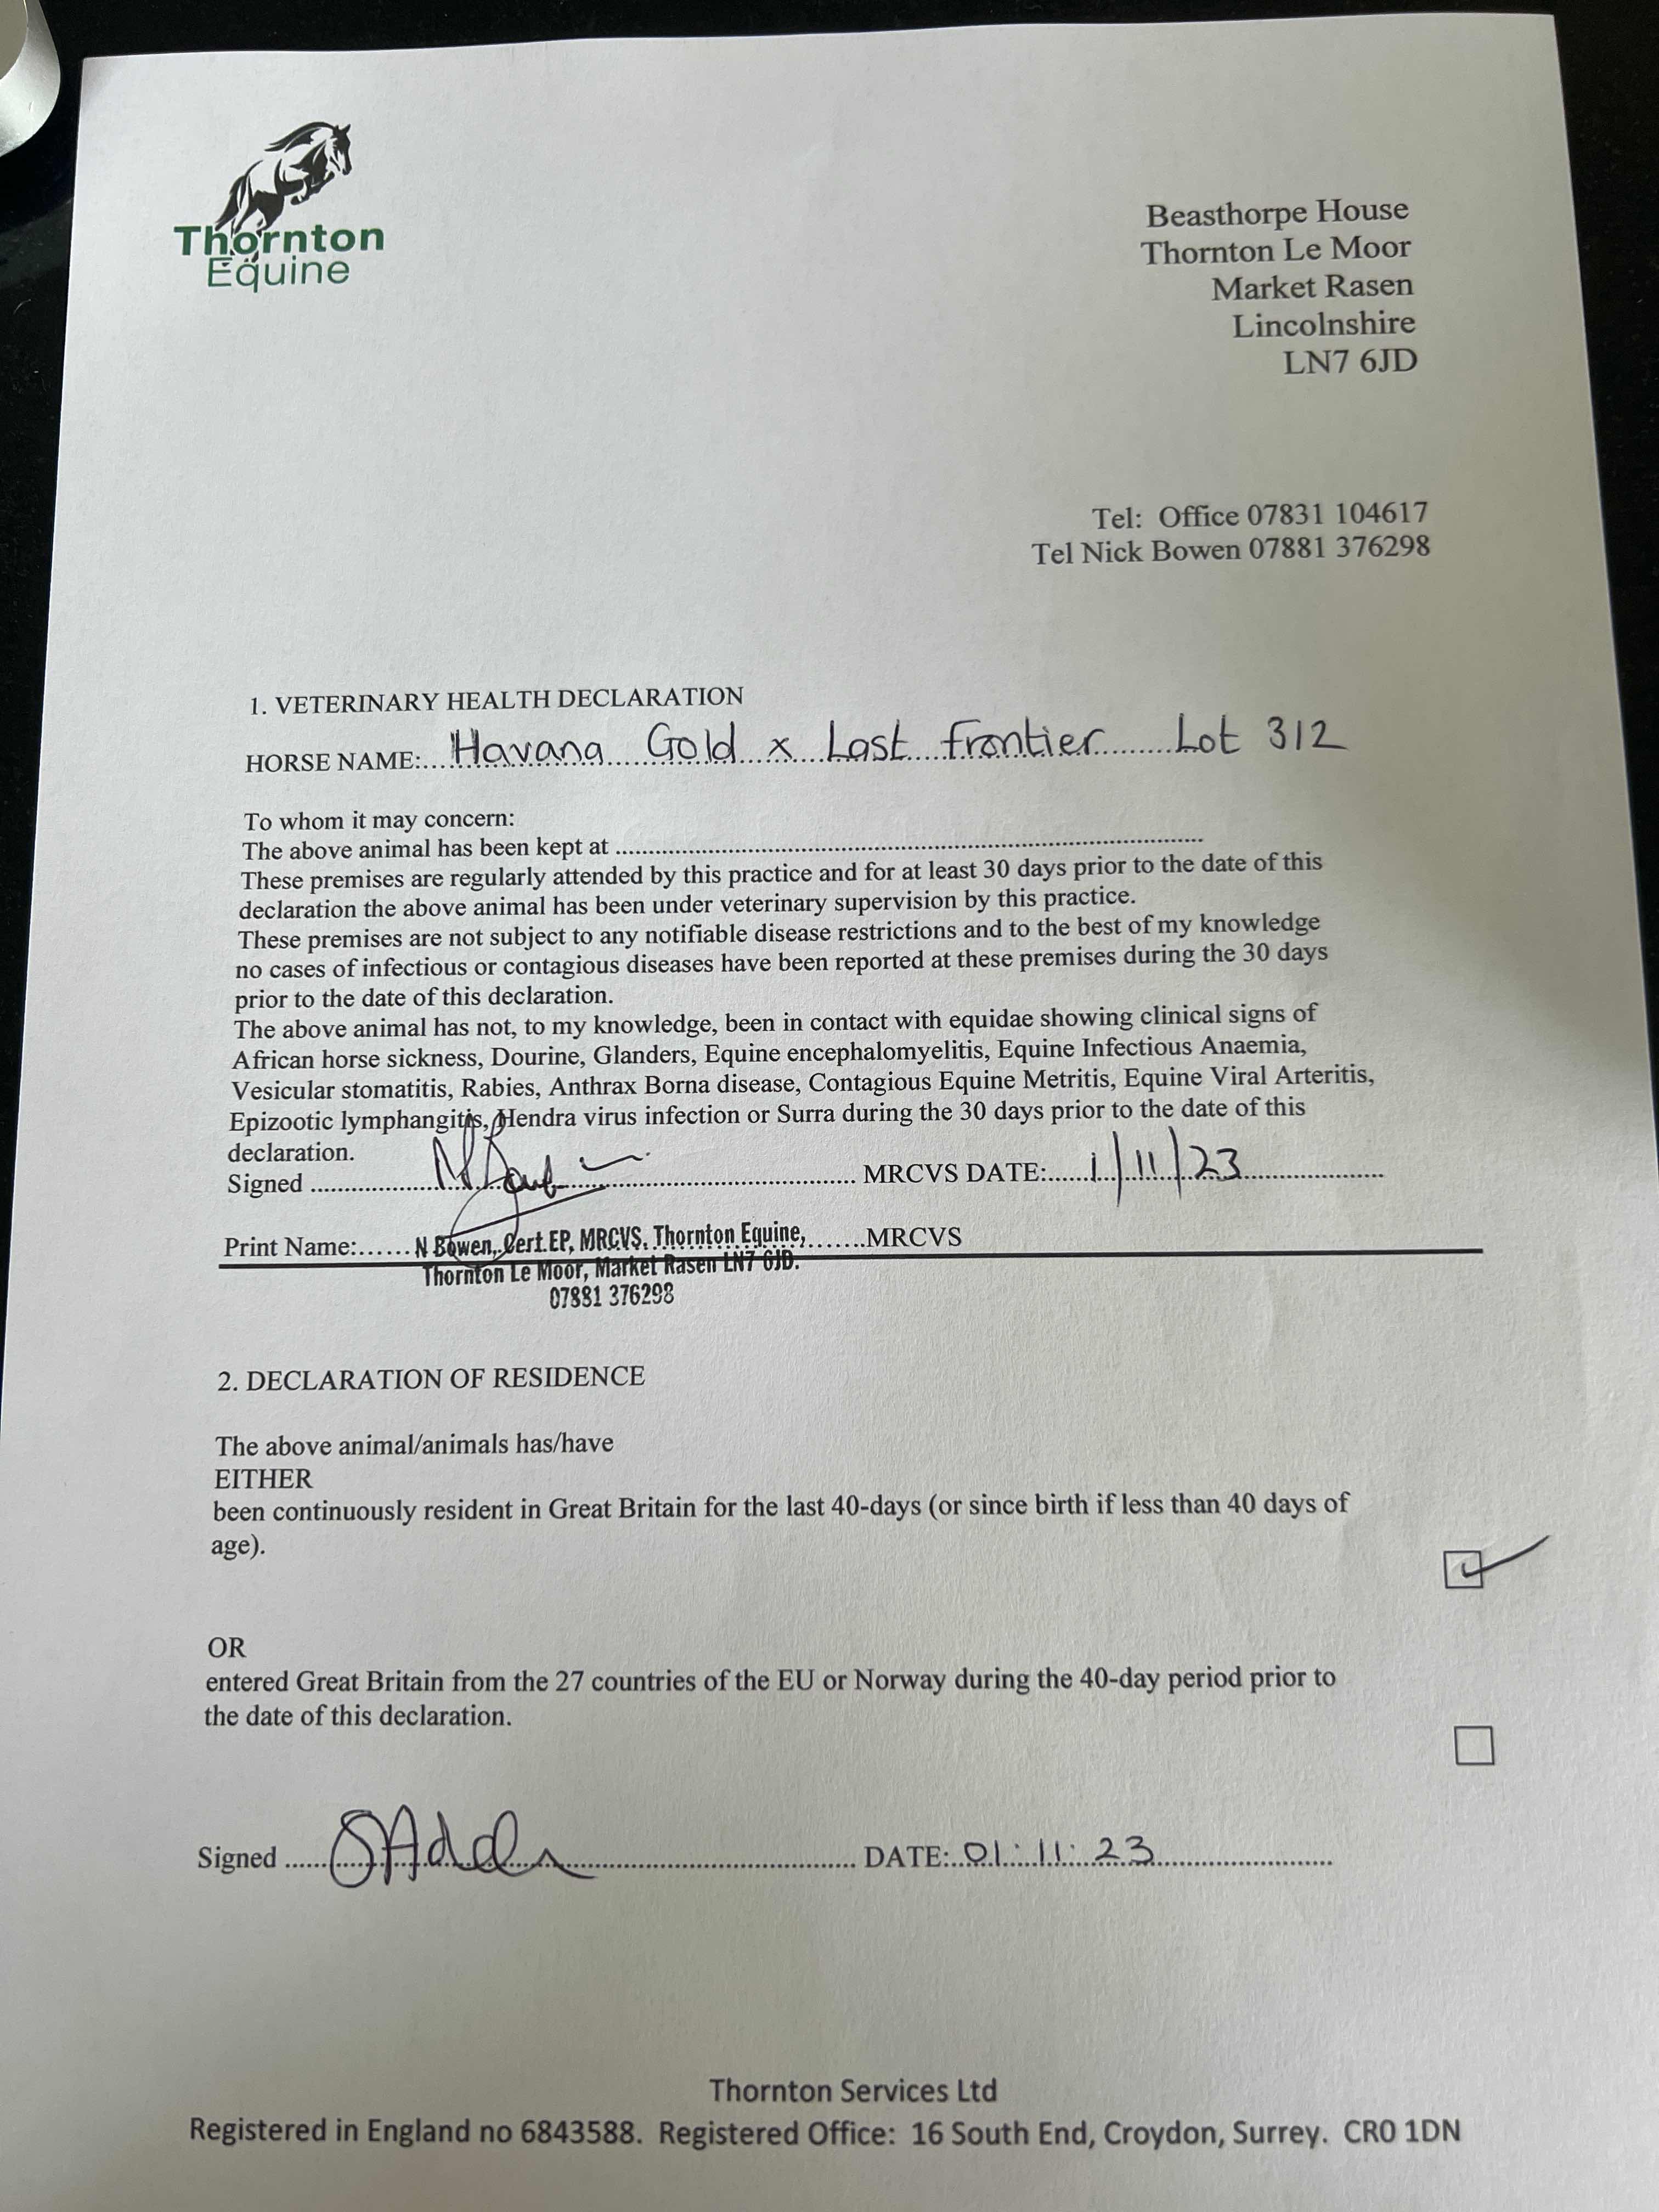 Thornton
Equine
Beasthorpe House
Thornton Le Moor
Market Rasen
Lincolnshire
LN7 6JD
Tel: Office 07831 104617
Tel Nick Bowen 07881 376298
1. VETERINARY HEALTH DECLARATION
HORSE NAME:....Havana Gold x Last frontier........Lot 312
To whom it may concern:
The above animal has been kept at ....................................................................................
These premises are regularly attended by this practice and for at least 30 days prior to the date of this
declaration the above animal has been under veterinary supervision by this practice.
These premises are not subject to any notifiable disease restrictions and to the best of my knowledge
no cases of infectious or contagious diseases have been reported at these premises during the 30 days
prior to the date of this declaration.
The above animal has not, to my knowledge, been in contact with equidae showing clinical signs of
African horse sickness, Dourine, Glanders, Equine encephalomyelitis, Equine Infectious Anaemia,
Vesicular stomatitis, Rabies, Anthrax Borna disease, Contagious Equine Metritis, Equine Viral Arteritis,
Epizootic lymphangitis, Hendra virus infection or Surra during the 30 days prior to the date of this
declaration.
Signed .................... MRCVS DATE:......1/11/23....................
Print Name:...... N Bowen, Cert.EP, MRCVS, Thornton Equine, .......MRCVS
Thornton Le Moor, Market Rasen LN7 6JD.
07881 376298
2. DECLARATION OF RESIDENCE
The above animal/animals has/have
EITHER
been continuously resident in Great Britain for the last 40-days (or since birth if less than 40 days of
age).
OR
entered Great Britain from the 27 countries of the EU or Norway during the 40-day period prior to
the date of this declaration.
Signed .................... DATE:..01:11:23....................
Thornton Services Ltd
Registered in England no 6843588. Registered Office: 16 South End, Croydon, Surrey. CR0 1DN